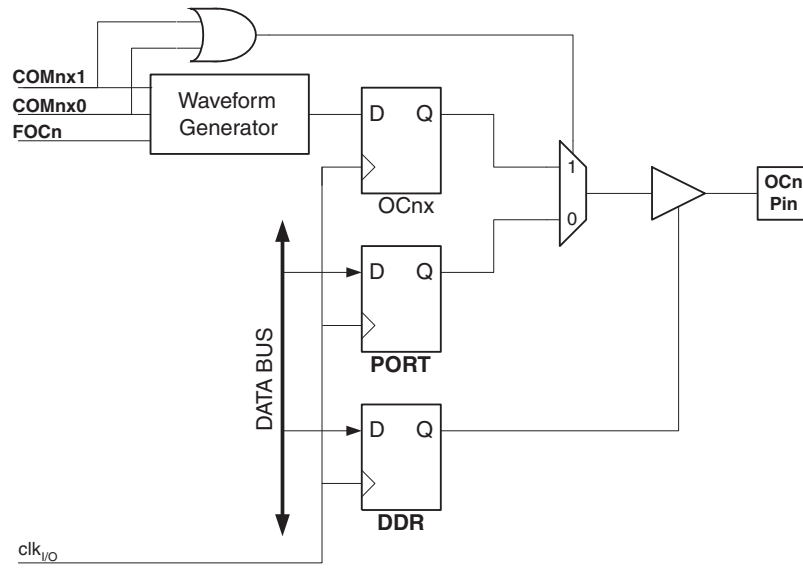 COMnx1
COMnx0
FOCn
Waveform
Generator
D Q
OCnx
1
0
OCn
Pin
D Q
PORT
DATA BUS
D Q
DDR
clkI/O